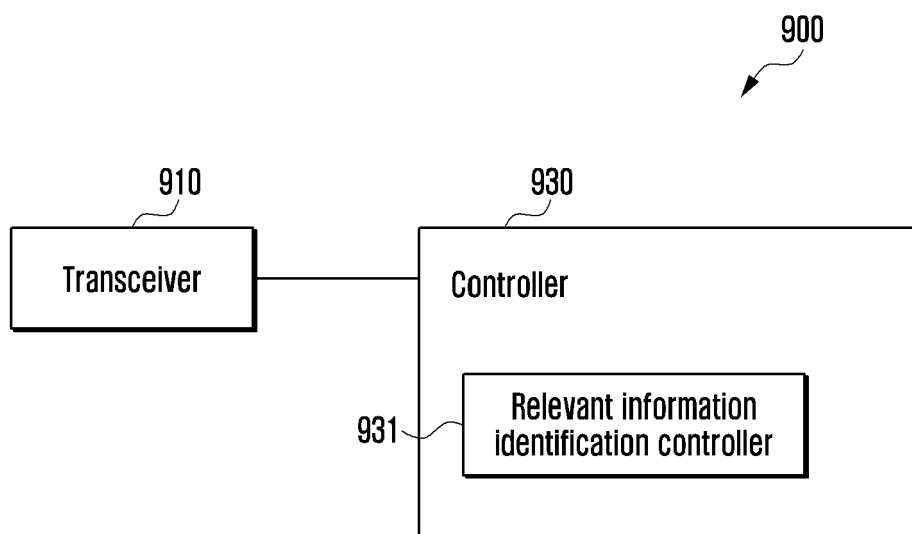 900
910
930
Transceiver
Controller
931
Relevant information
identification controller